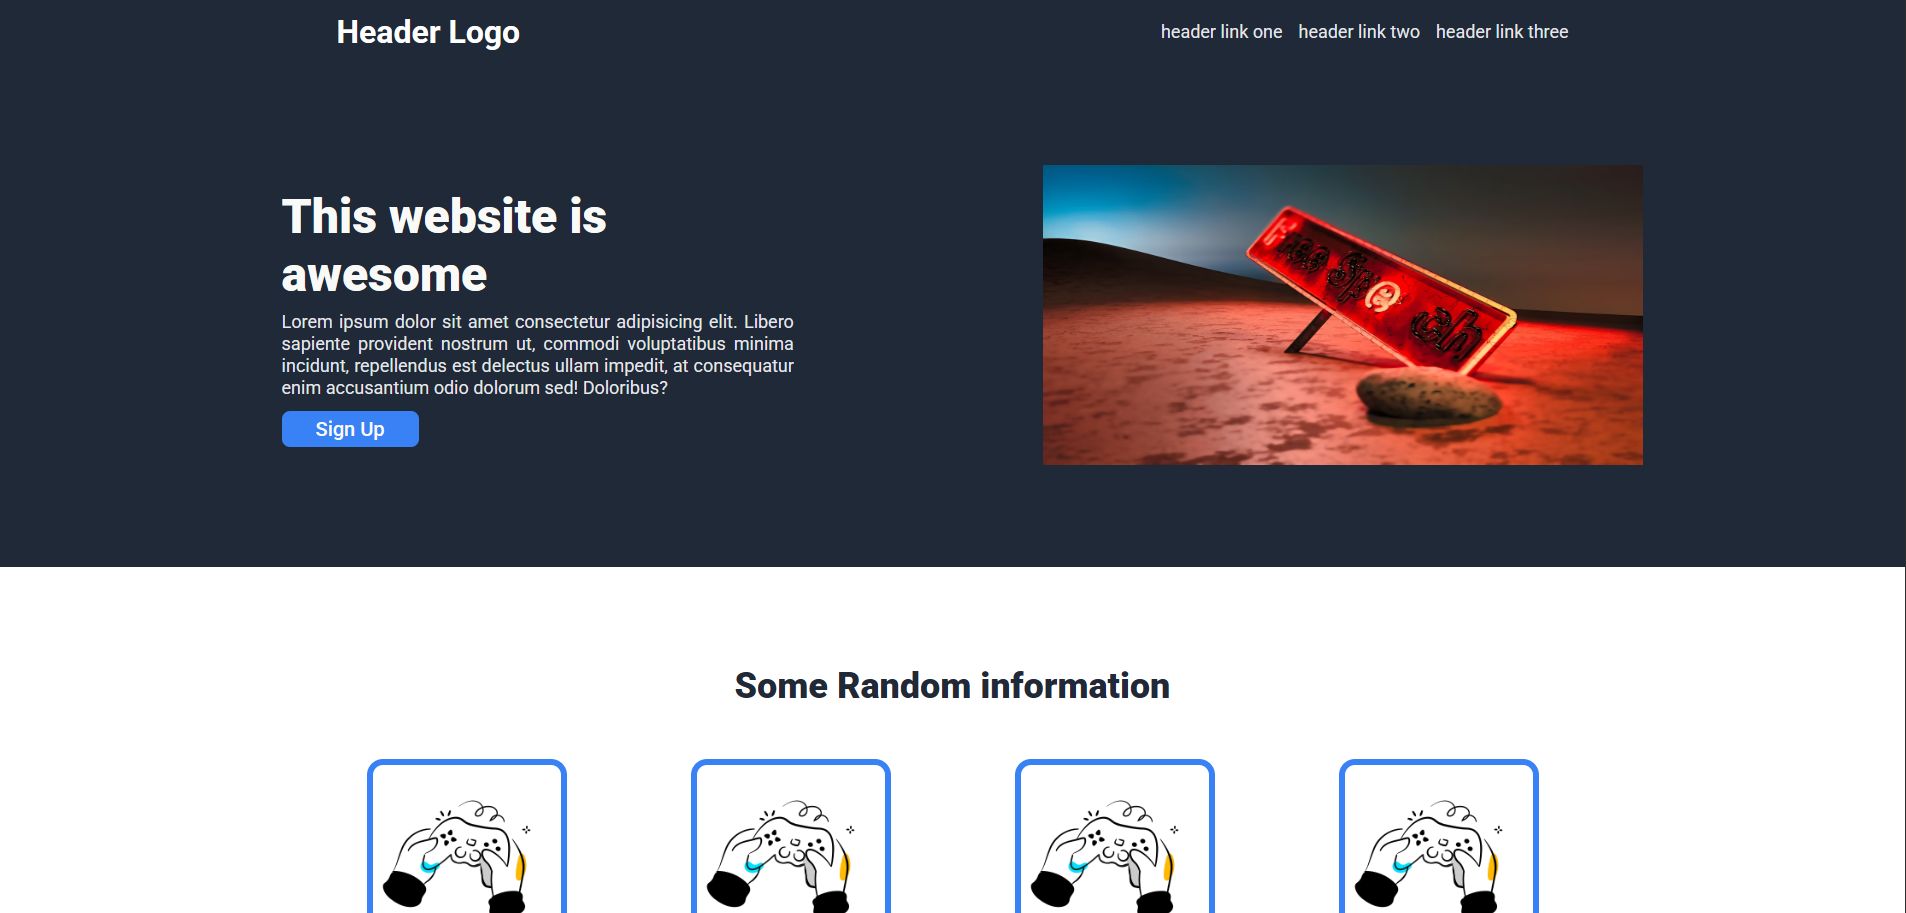 Header Logo
header link one header link two header link three
This website is
awesome
Lorem ipsum dolor sit amet consectetur adipisicing elit. Libero
sapiente provident nostrum ut, commodi voluptatibus minima
incidunt, repellendus est delectus ullam impedit, at consequatur
enim accusantium odio dolorum sed! Doloribus?
Sign Up
Some Random information